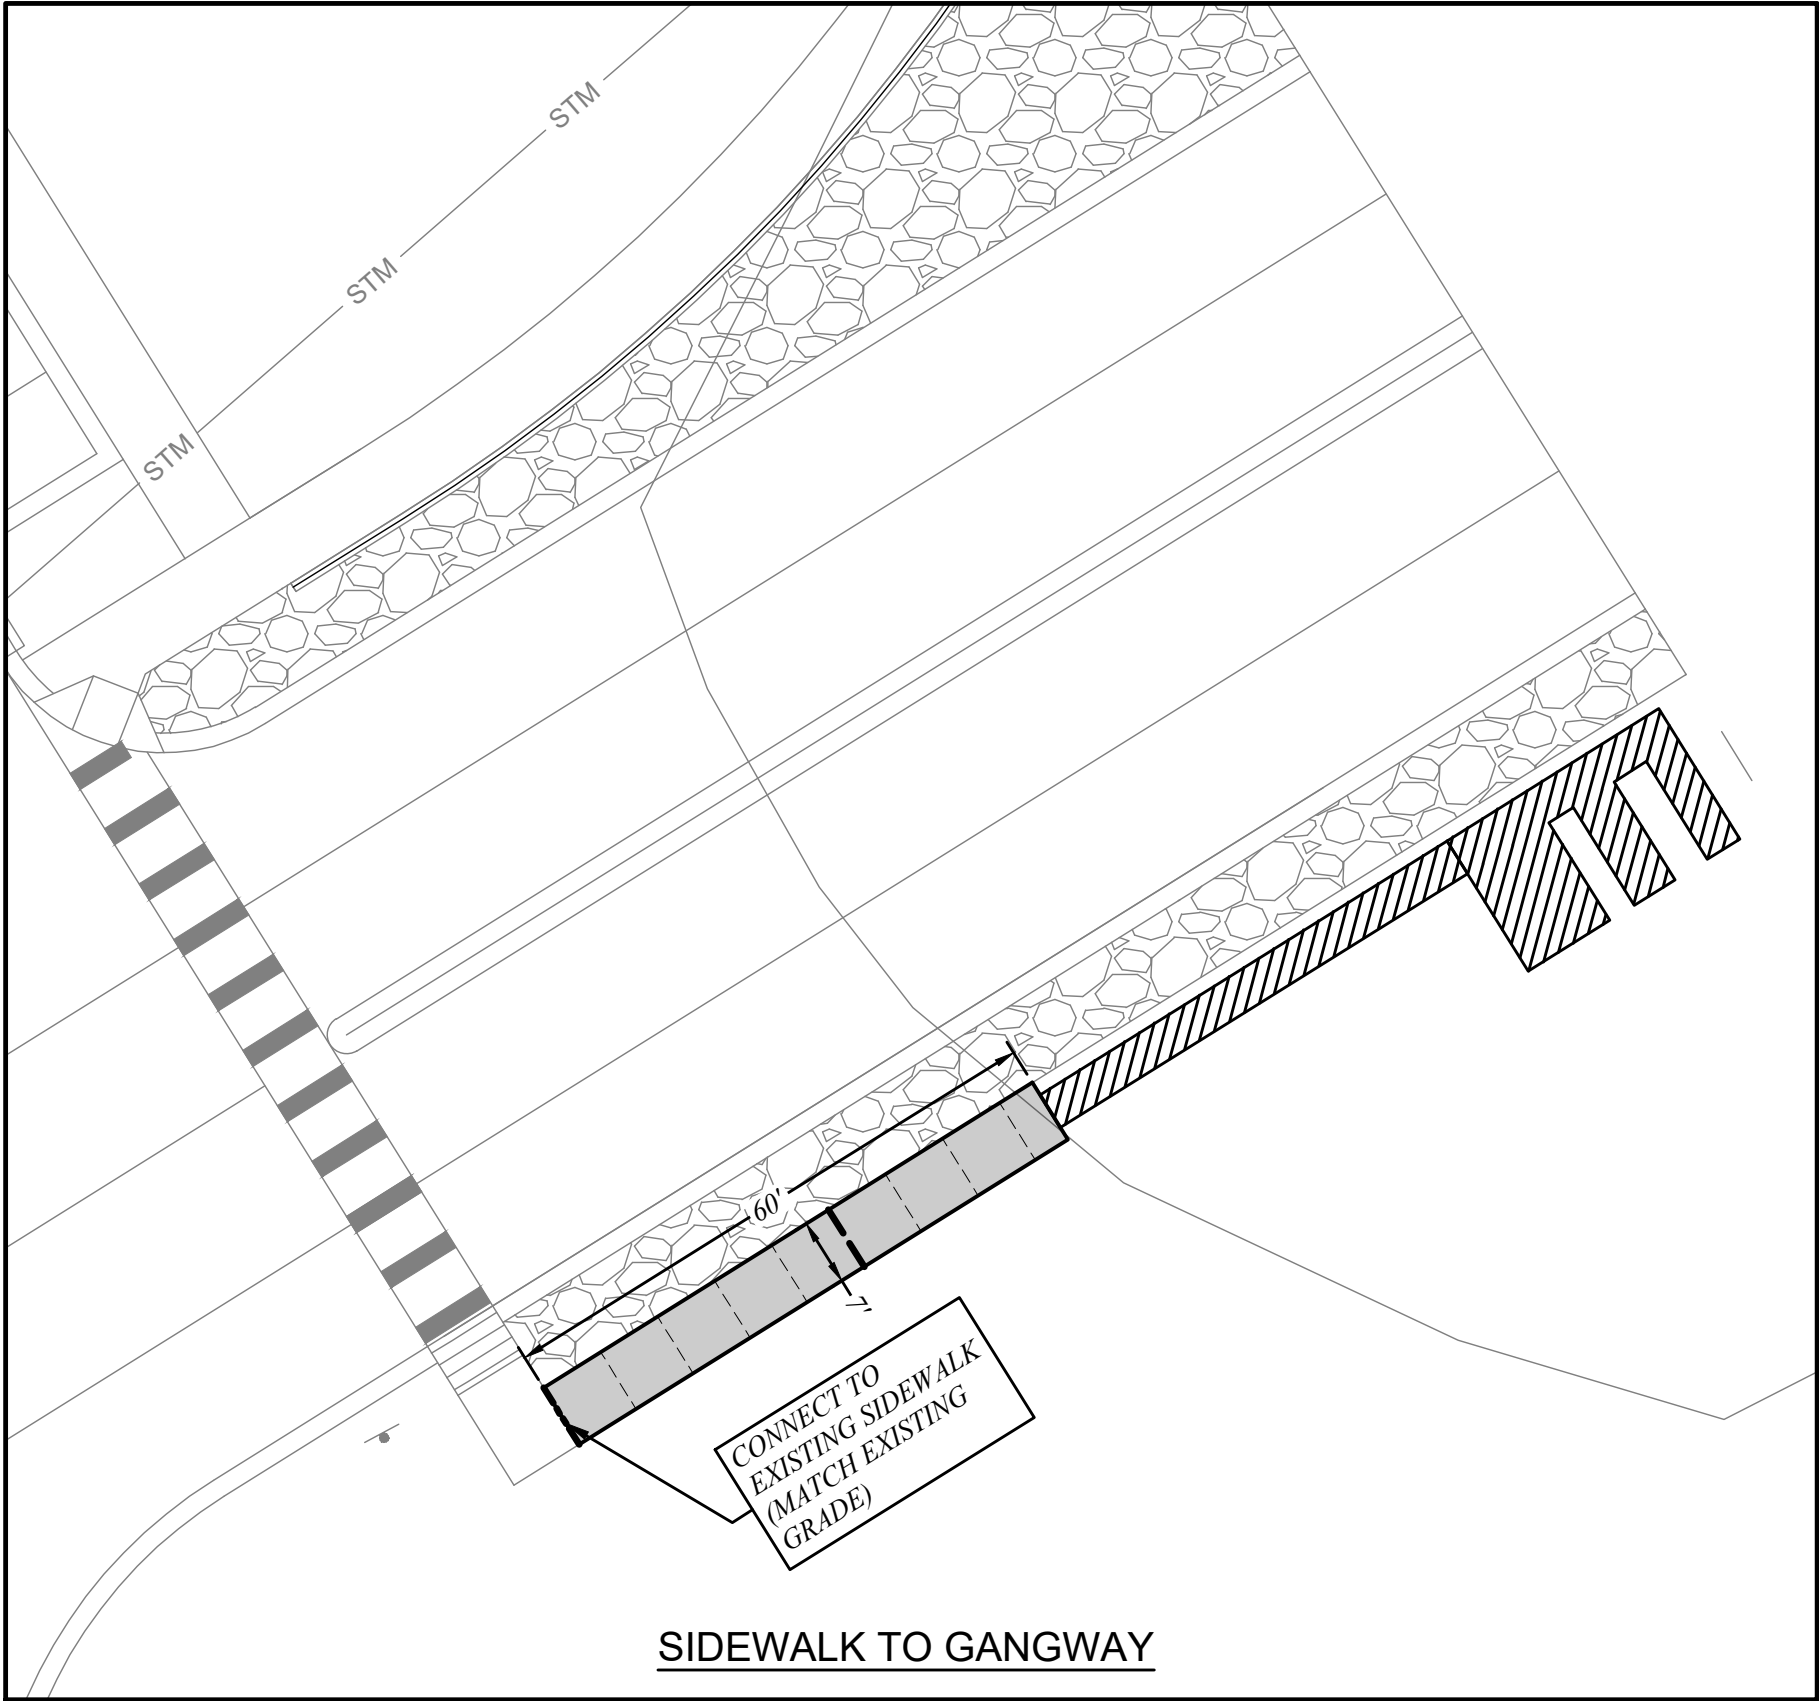 STM
STM
STM
60'
7'
CONNECT TO
EXISTING SIDEWALK
(MATCH EXISTING
GRADE)
SIDEWALK TO GANGWAY